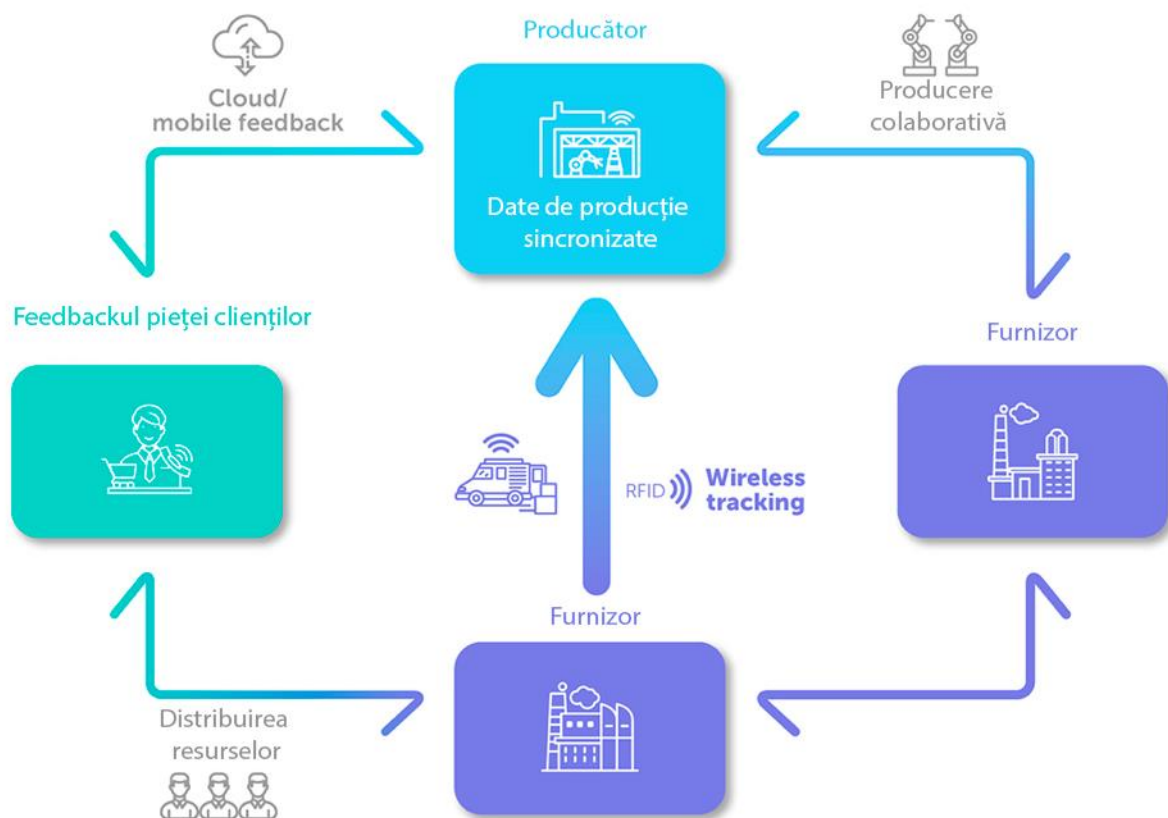 Producător
Cloud/
mobile feedback
Producere
colaborativă
Date de producție
sincronizate
Feedbackul pieței clienților
Furnizor
RFID Wireless
tracking
Furnizor
Distribuirea
resurselor